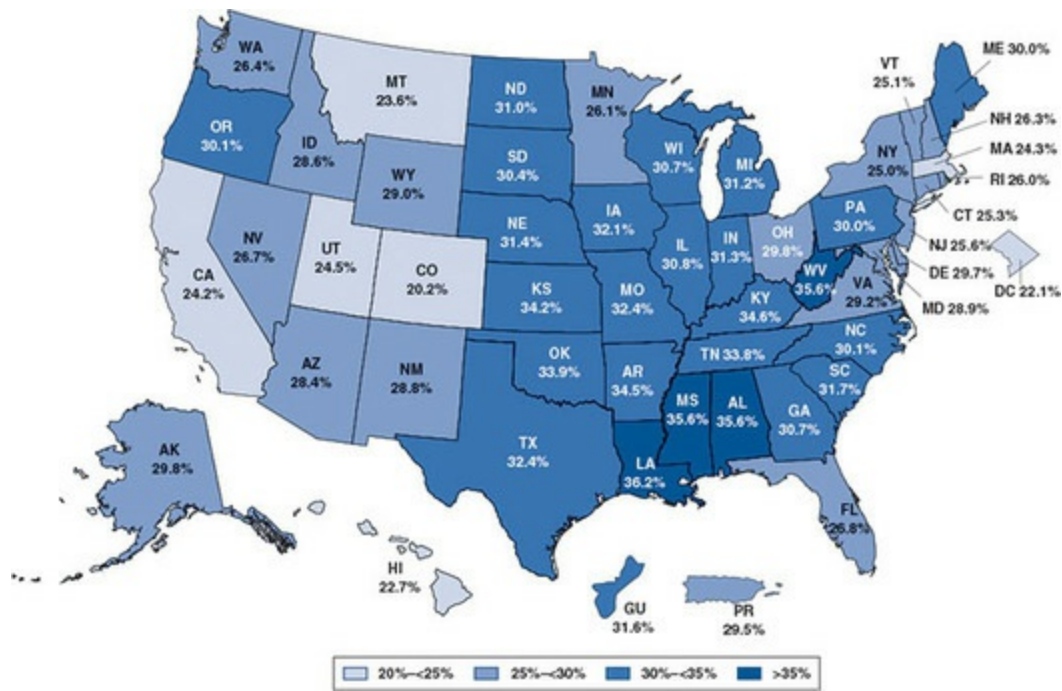 WA
26.4%
MT
23.6%
ND
31.0%
MN
26.1%
VT
25.1%
ME 30.0%
OR
30.1%
ID
28.6%
WY
29.0%
SD
30.4%
WI
30.7%
MI
31.2%
NY
25.0%
NH 26.3%
MA 24.3%
RI 26.0%
CT 25.3%
NV
26.7%
UT
24.5%
CO
20.2%
NE
31.4%
IA
32.1%
IL
30.8%
IN
31.3%
OH
29.8%
PA
30.0%
NJ 25.6%
DE 29.7%
MD 28.9%
DC 22.1%
CA
24.2%
KS
34.2%
MO
32.4%
KY
34.6%
WV
35.6%
VA
29.2%
AZ
28.4%
NM
28.8%
OK
33.9%
AR
34.5%
TN 33.8%
NC
30.1%
SC
31.7%
TX
32.4%
LA
36.2%
MS
35.6%
AL
35.6%
GA
30.7%
FL
26.8%
AK
29.8%
HI
22.7%
GU
31.6%
PR
29.5%
20%–<25% 25%–<30% 30%–<35% >35%